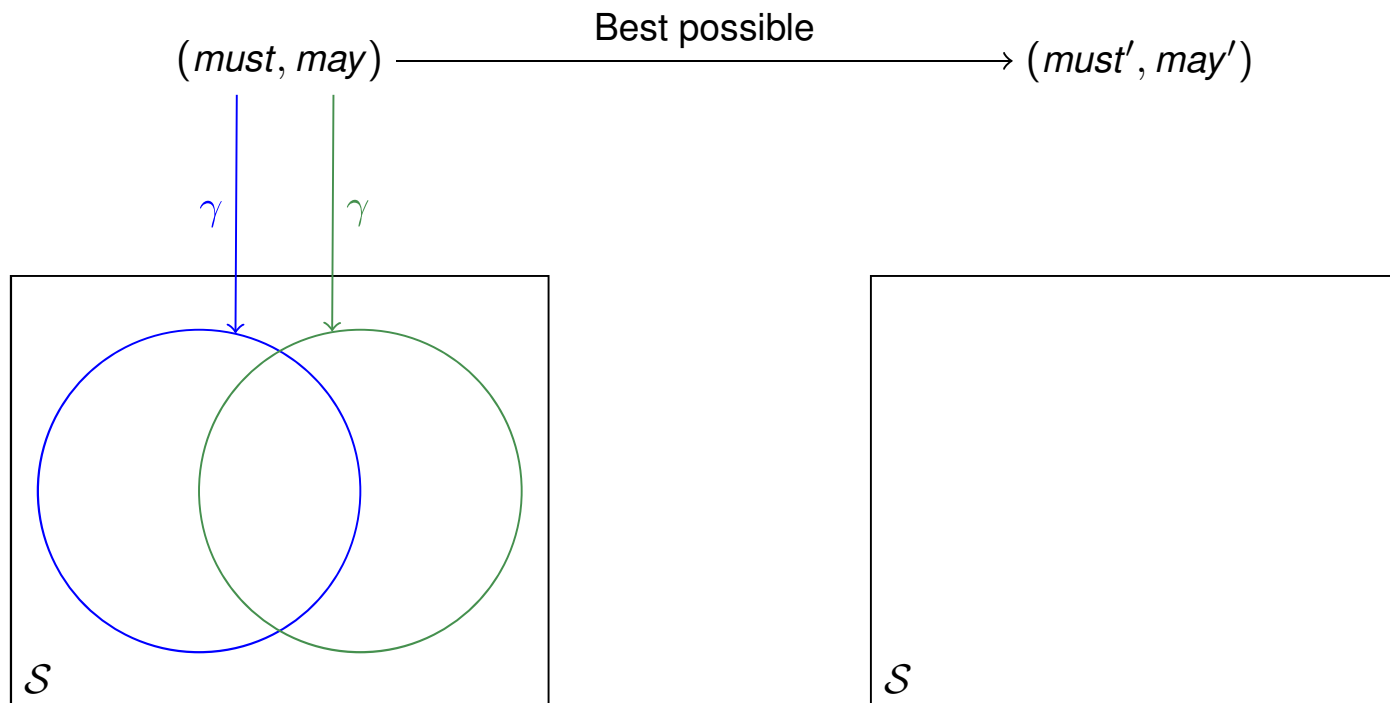 Best possible
(must, may)
(must′, may′)
γ
γ
𝒮
𝒮